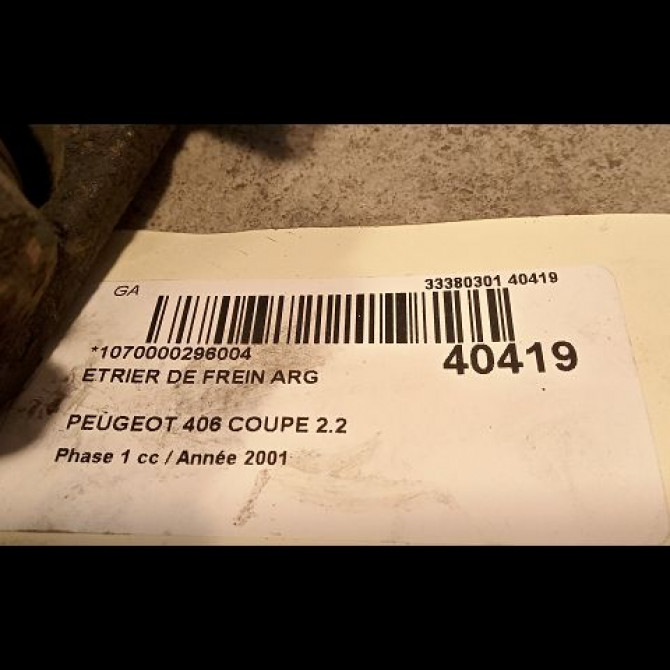 GA 33380301 40419
*1070000296004 40419
ETRIER DE FREIN ARG
PEUGEOT 406 COUPE 2.2
Phase 1 cc / Année 2001